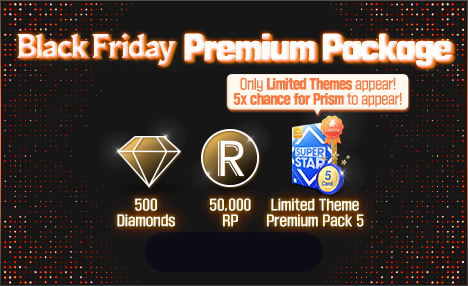 Black Friday Premium Package
Only Limited Themes appear!
5x chance for Prism to appear!
R
SUPER
STAR
5
Card
500
Diamonds
50,000
RP
Limited Theme
Premium Pack 5